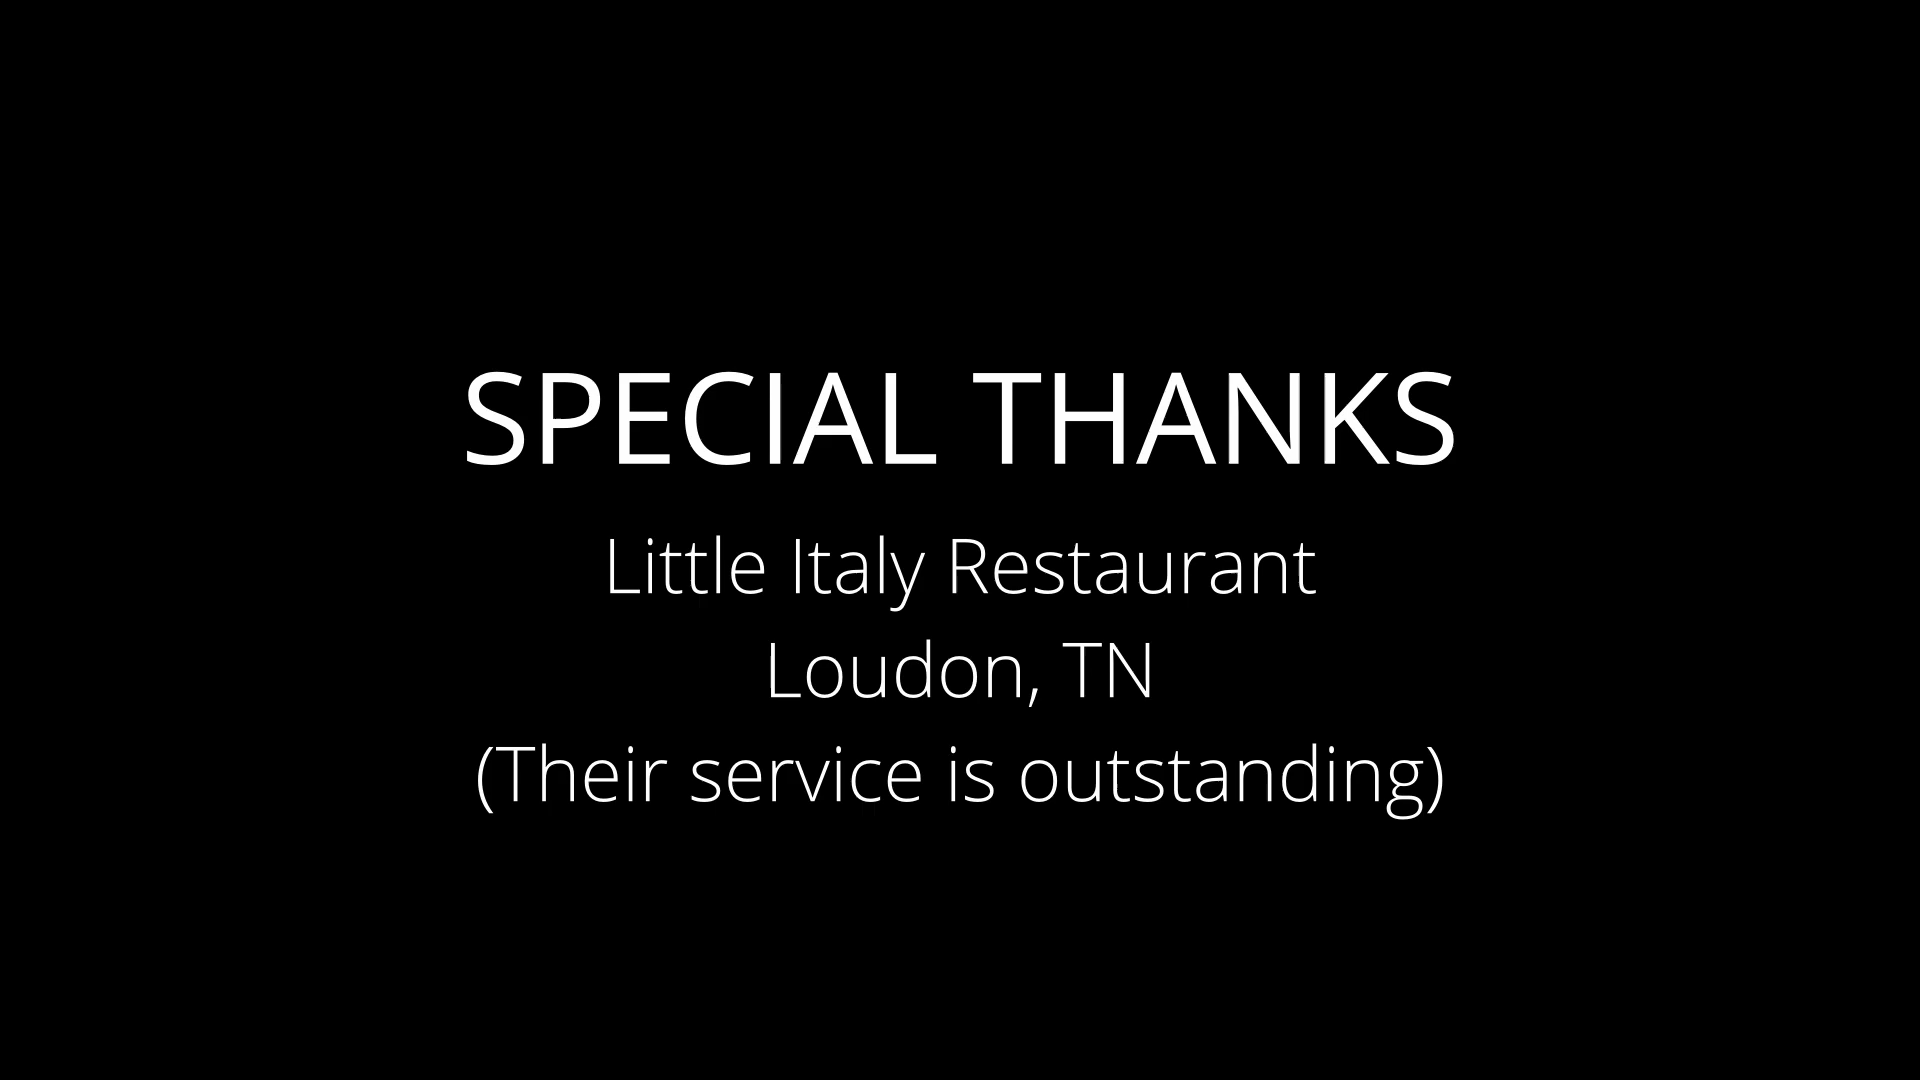 SPECIAL THANKS
Little Italy Restaurant
Loudon, TN
(Their service is outstanding)